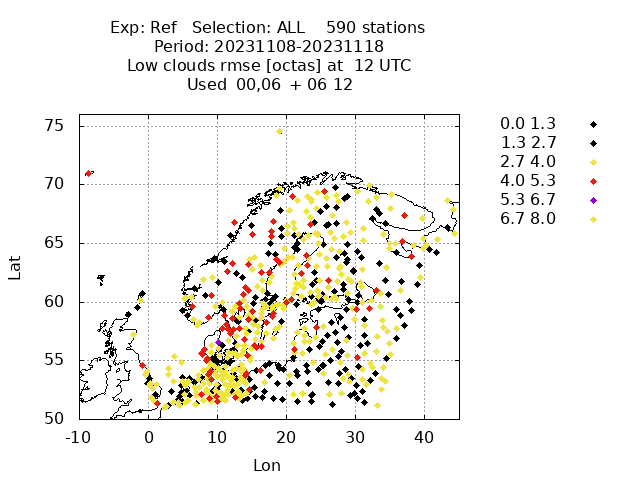 Exp: Ref   Selection: ALL    590 stations
Period: 20231108-20231118
Low clouds rmse [octas] at  12 UTC
Used  00,06  + 06 12
0.0 1.3
1.3 2.7
2.7 4.0
4.0 5.3
5.3 6.7
6.7 8.0
75
70
65
60
55
50
Lat
-10 0 10 20 30 40
Lon